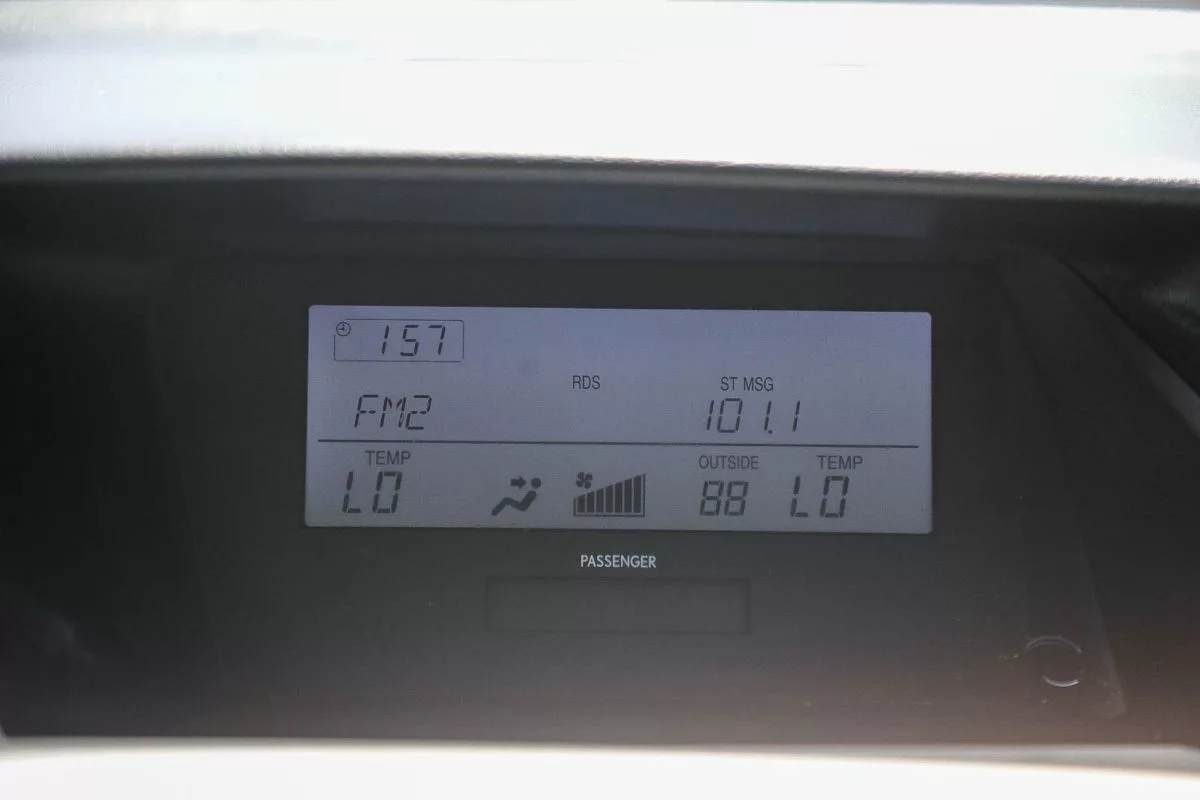 157
RDS ST MSG
FM2 101.1
TEMP OUTSIDE TEMP
LO 88 LO
PASSENGER